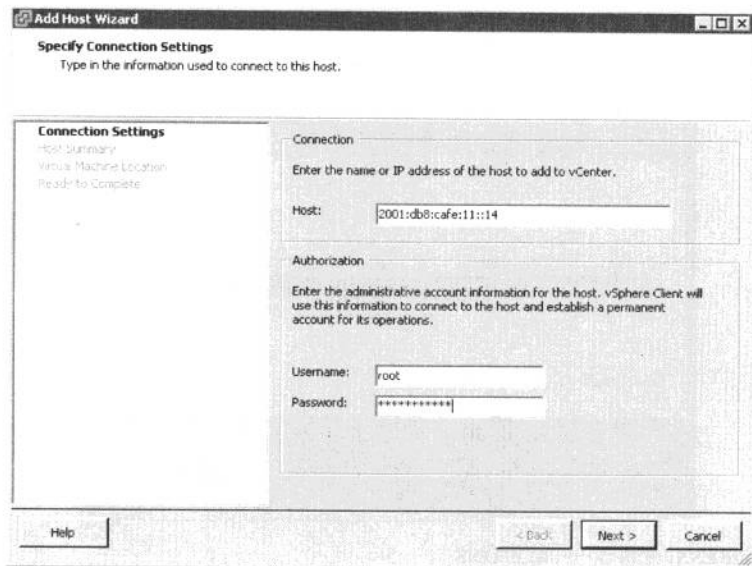 Add Host Wizard
Specify Connection Settings
Type in the information used to connect to this host.
Connection Settings
Host Summary
Virtual Machine Location
Ready to Complete
Connection
Enter the name or IP address of the host to add to vCenter.
Host: 2001:db8:cafe:11::14
Authorization
Enter the administrative account information for the host. vSphere Client will
use this information to connect to the host and establish a permanent
account for its operations.
Username: root
Password: ***********
Help < Back Next > Cancel